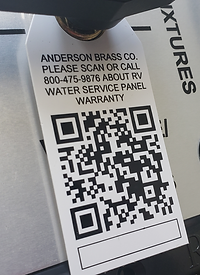 ANDERSON BRASS CO.
PLEASE SCAN OR CALL
800-475-9876 ABOUT RV
WATER SERVICE PANEL
WARRANTY
XTURES